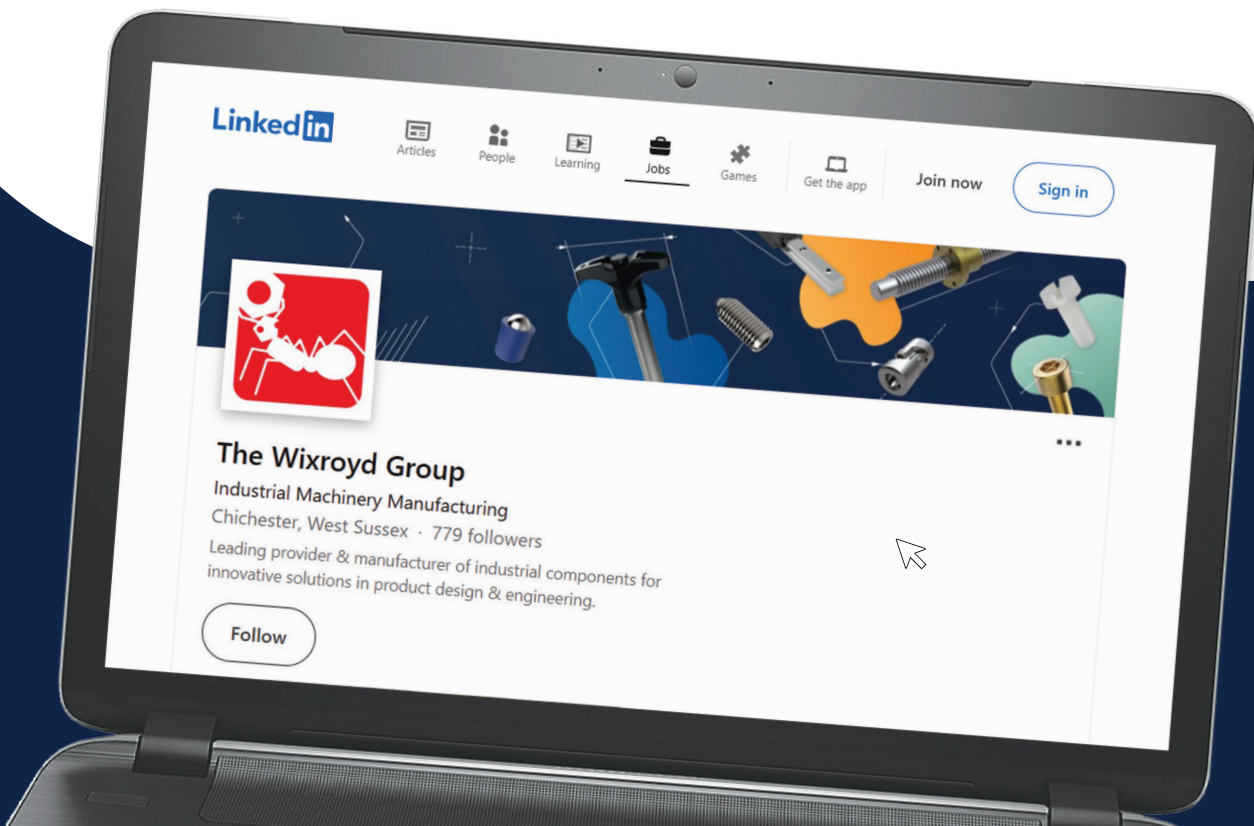 LinkedIn
Articles
People
Learning
Jobs
Games
Get the app
Join now
Sign in
The Wixroyd Group
Industrial Machinery Manufacturing
Chichester, West Sussex · 779 followers
Leading provider & manufacturer of industrial components for
innovative solutions in product design & engineering.
Follow